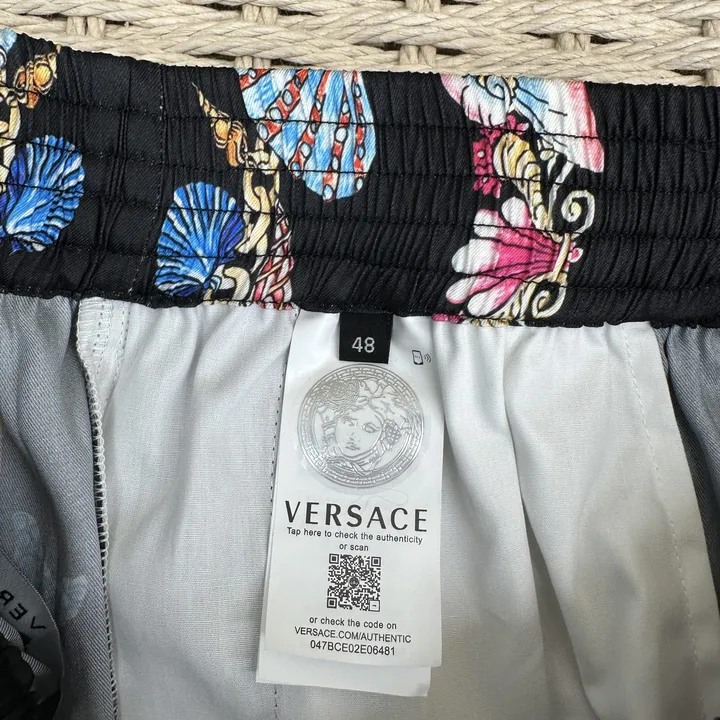 48
VERSACE
Tap here to check the authenticity
or scan
or check the code on
VERSACE.COM/AUTHENTIC
047BCE02E06481
VER